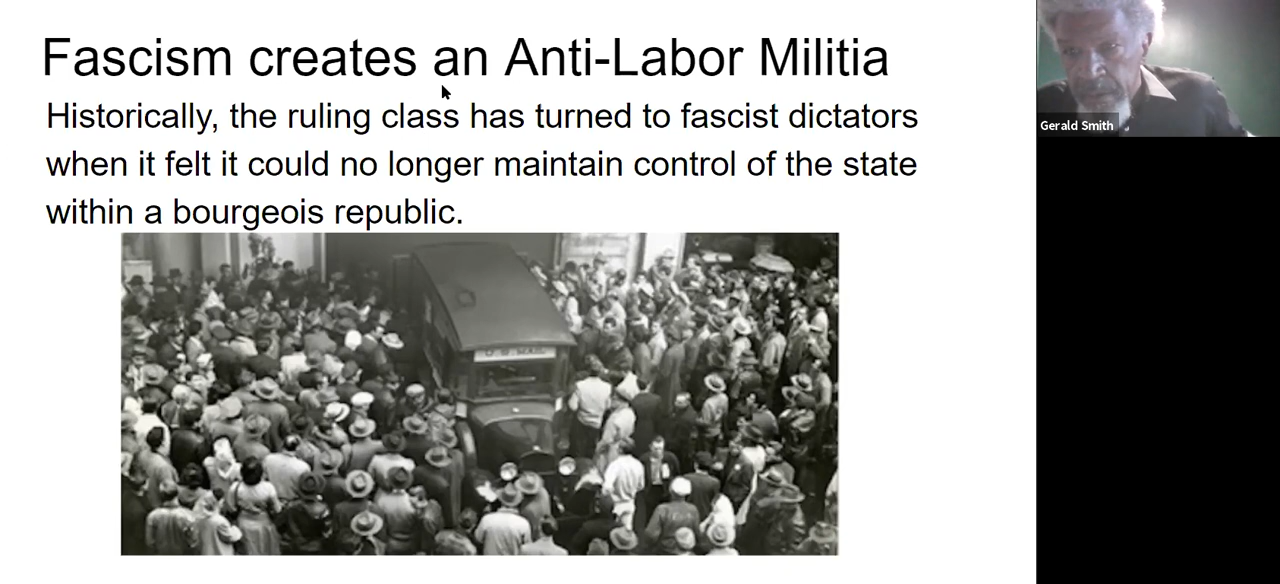 Fascism creates an Anti-Labor Militia
Historically, the ruling class has turned to fascist dictators
when it felt it could no longer maintain control of the state
within a bourgeois republic.
U.S. MAIL
Gerald Smith